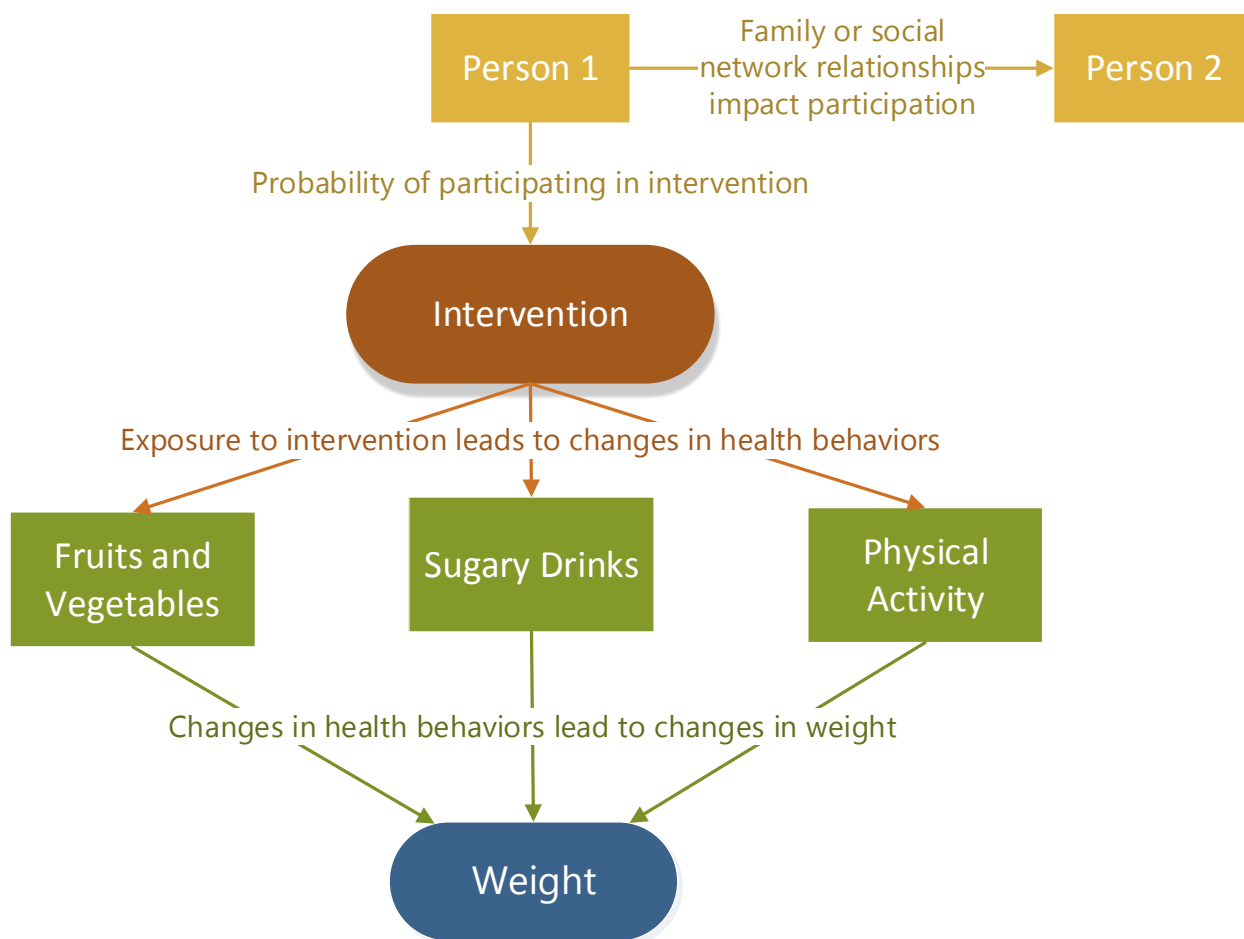 Person 1
Family or social
network relationships
impact participation
Person 2
Probability of participating in intervention
Intervention
Exposure to intervention leads to changes in health behaviors
Fruits and
Vegetables
Sugary Drinks
Physical
Activity
Changes in health behaviors lead to changes in weight
Weight